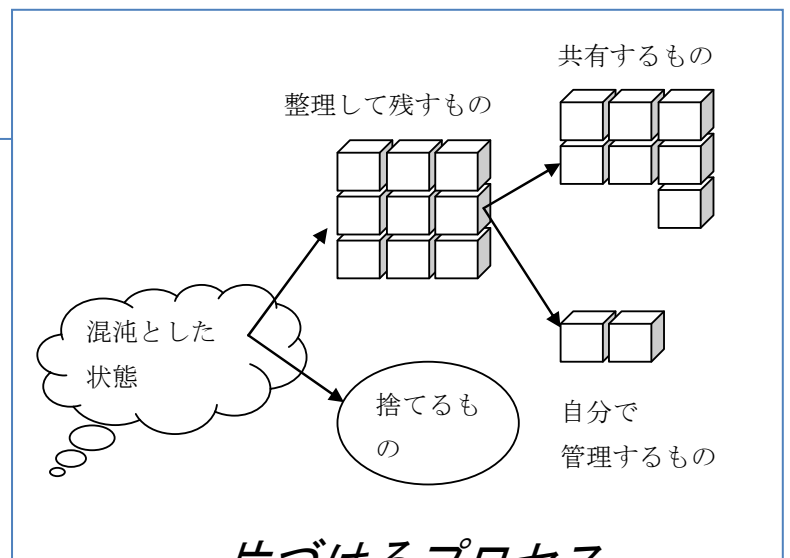 共有するもの
整理して残すもの
混沌とした
状態
捨てるも
の
自分で
管理するもの
片づけるプロセス